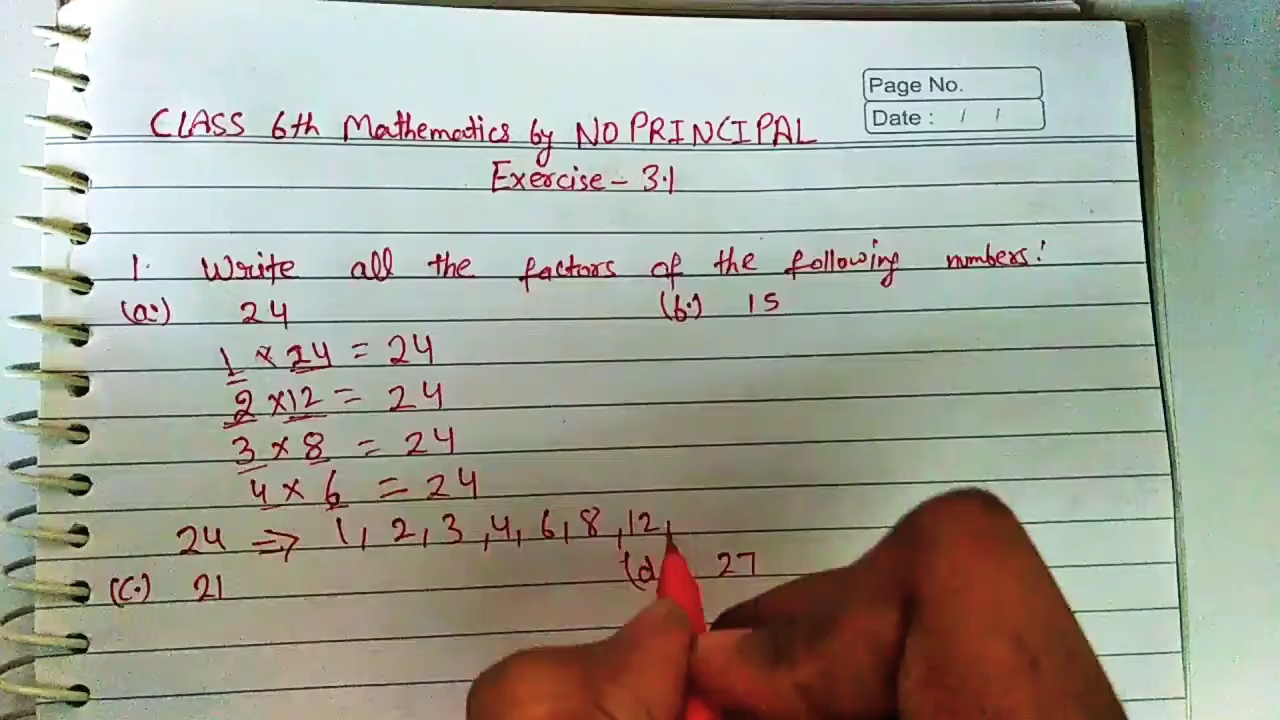 Page No.
Date : / /
CLASS 6th Mathematics by NO PRINCIPAL
Exercise - 3.1
1. Write all the factors of the following numbers:
(a.) 24 (b.) 15
1 × 24 = 24
2 × 12 = 24
3 × 8 = 24
4 × 6 = 24
24 => 1, 2, 3, 4, 6, 8, 12,
(c.) 21 (d 27